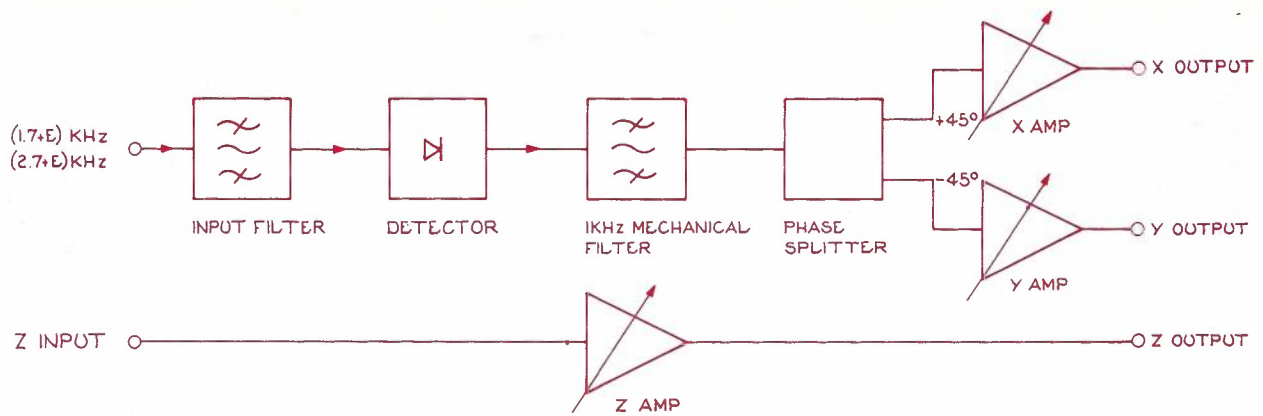 (1.7+E) KHz
(2.7+E) KHz
INPUT FILTER
DETECTOR
1KHz MECHANICAL
FILTER
PHASE
SPLITTER
+45°
-45°
X AMP
X OUTPUT
Y AMP
Y OUTPUT
Z INPUT
Z AMP
Z OUTPUT